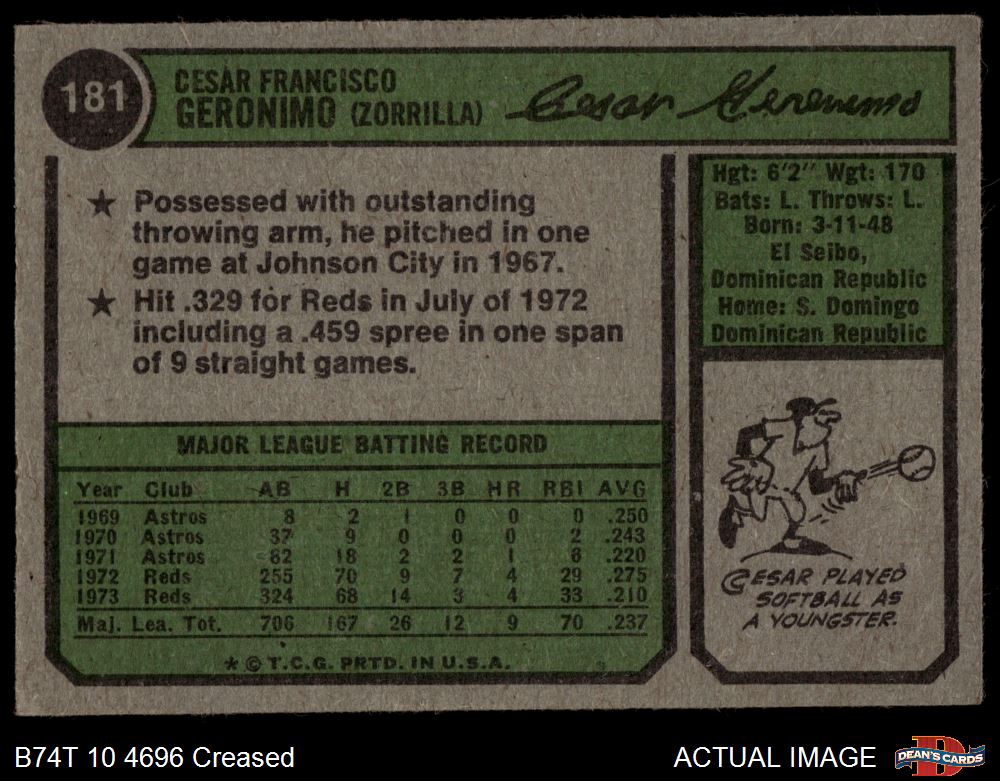 181
CESAR FRANCISCO
GERONIMO (ZORRILLA)
Cesar Geronimo
★ Possessed with outstanding
throwing arm, he pitched in one
game at Johnson City in 1967.
★ Hit .329 for Reds in July of 1972
including a .459 spree in one span
of 9 straight games.
Hgt: 6'2" Wgt: 170
Bats: L. Throws: L.
Born: 3-11-48
El Seibo,
Dominican Republic
Home: S. Domingo
Dominican Republic
MAJOR LEAGUE BATTING RECORD
Year Club AB H 2B 3B HR RBI AVG
1969 Astros 8 2 1 0 0 0 .250
1970 Astros 37 9 0 0 0 2 .243
1971 Astros 82 18 2 2 1 6 .220
1972 Reds 255 70 9 7 4 29 .275
1973 Reds 324 68 14 3 4 33 .210
Maj. Lea. Tot. 706 167 26 12 9 70 .237
★ © T.C.G. PRTD. IN U.S.A.
CESAR PLAYED
SOFTBALL AS
A YOUNGSTER.
B74T 10 4696 Creased
ACTUAL IMAGE
D
DEAN'S CARDS